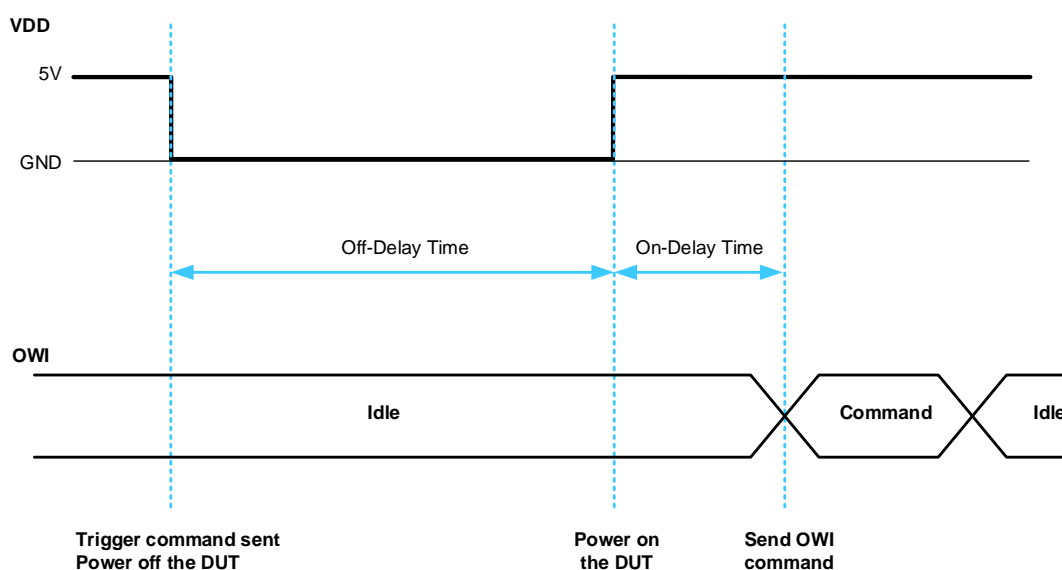 VDD
5V
GND
Off-Delay Time
On-Delay Time
OWI
Idle
Command
Idle
Trigger command sent
Power off the DUT
Power on
the DUT
Send OWI
command